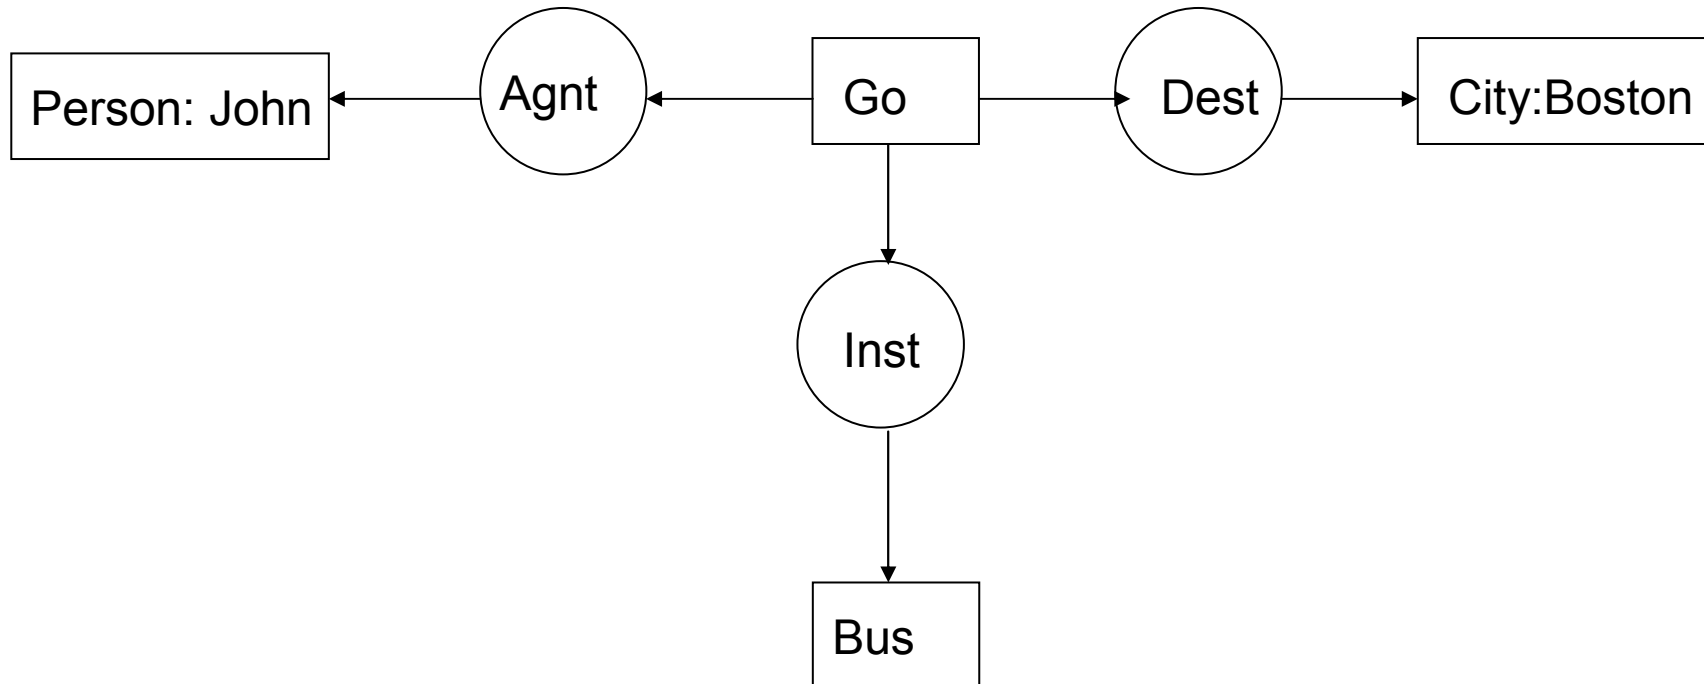 Person: John
Agnt
Go
Dest
City:Boston
Inst
Bus